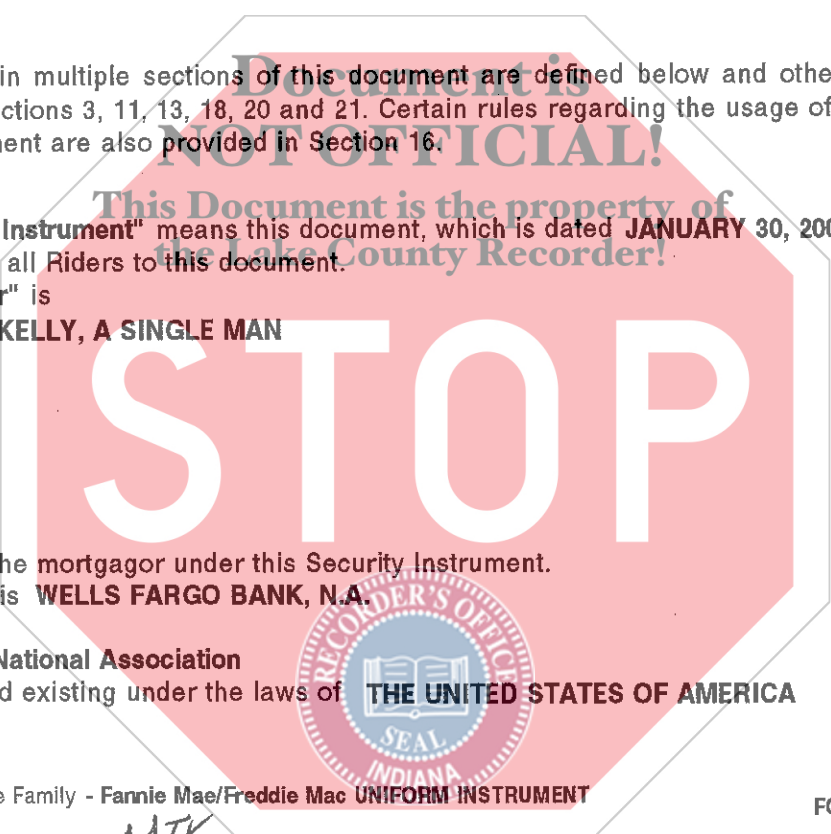 Document is
in multiple sections of this document are defined below and othe
ctions 3, 11, 13, 18, 20 and 21. Certain rules regarding the usage of
NOT OFFICIAL!
ent are also provided in Section 16.
This Document is the property of
Instrument" means this document, which is dated JANUARY 30, 200
the Lake County Recorder!
all Riders to this document.
r" is
KELLY, A SINGLE MAN
STOP
he mortgagor under this Security Instrument.
is WELLS FARGO BANK, N.A.
RECORDER'S OFFICE
National Association
d existing under the laws of THE UNITED STATES OF AMERICA
SEAL
INDIANA
e Family - Fannie Mae/Freddie Mac UNIFORM INSTRUMENT
FO